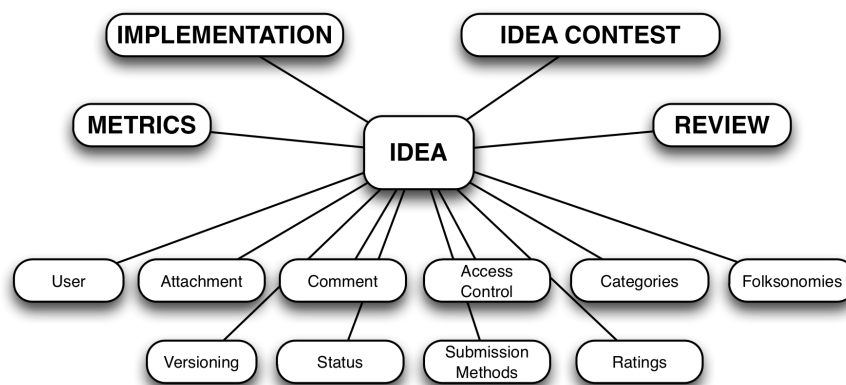 IMPLEMENTATION
IDEA CONTEST
METRICS
REVIEW
IDEA
User
Attachment
Comment
Access
Control
Categories
Folksonomies
Versioning
Status
Submission
Methods
Ratings